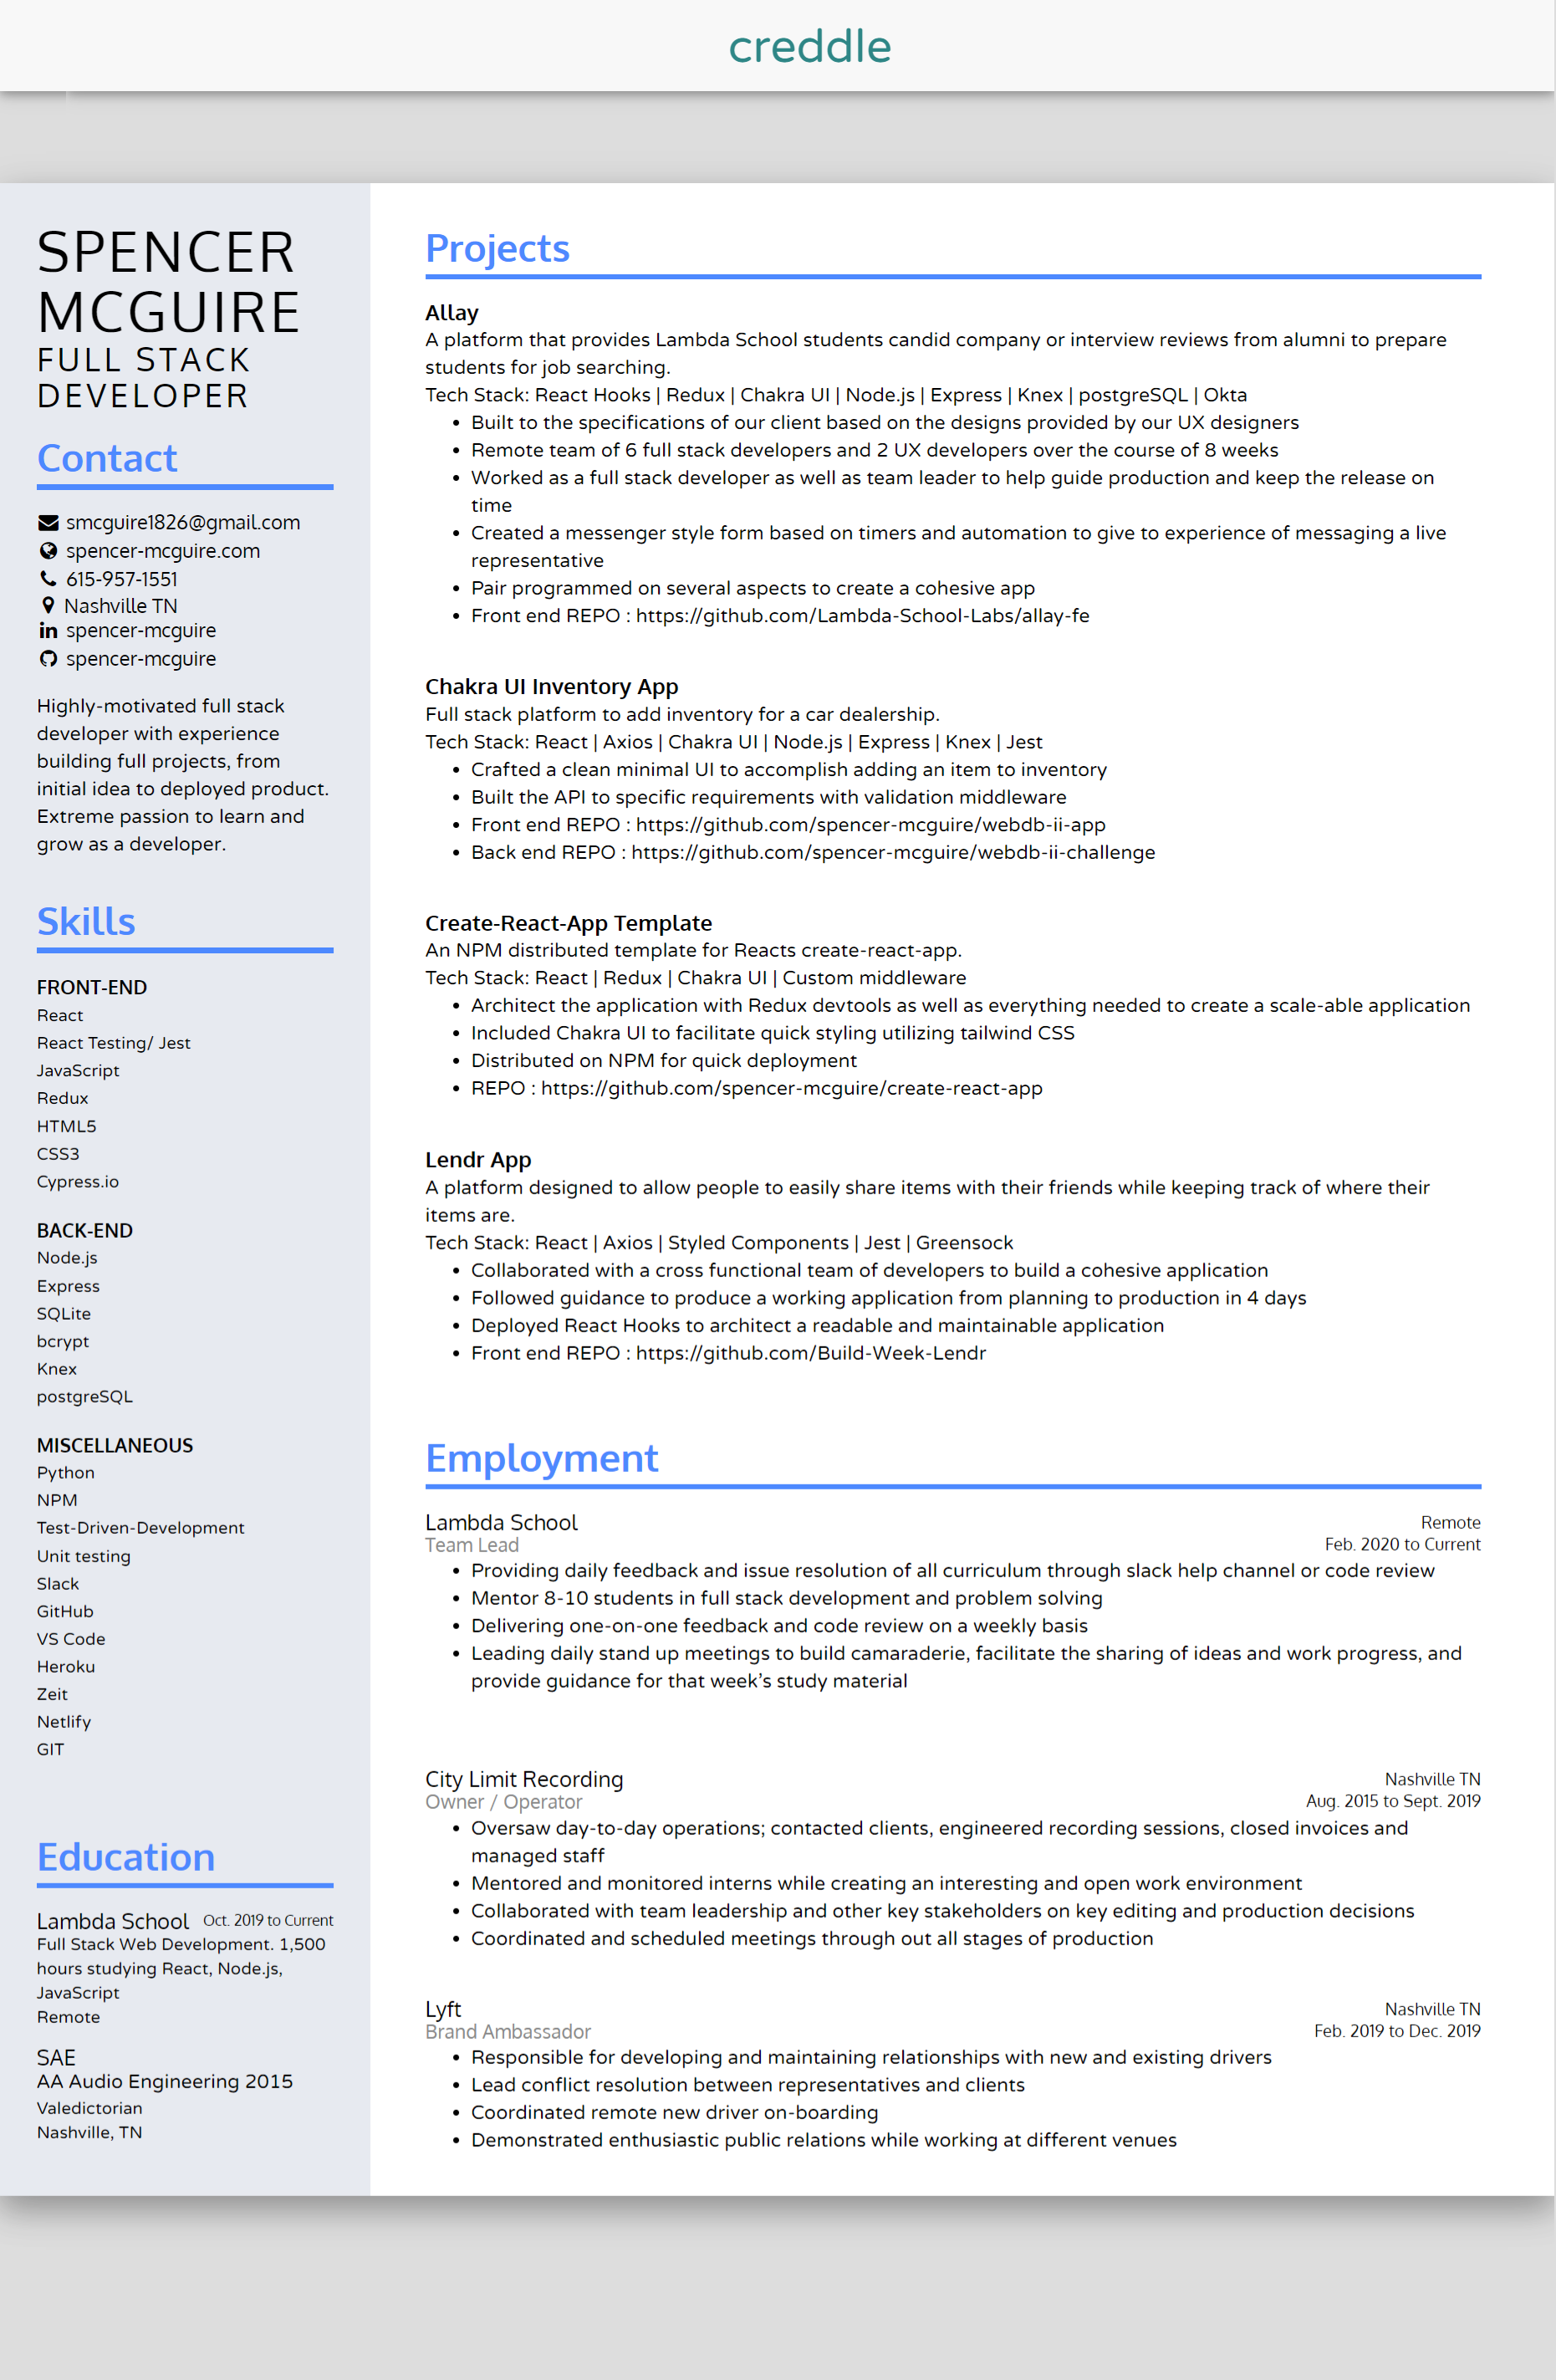 creddle
SPENCER
MCGUIRE
FULL STACK
DEVELOPER
Contact
smcguire1826@gmail.com
spencer-mcguire.com
615-957-1551
Nashville TN
spencer-mcguire
spencer-mcguire
Highly-motivated full stack
developer with experience
building full projects, from
initial idea to deployed product.
Extreme passion to learn and
grow as a developer.
Skills
FRONT-END
React
React Testing/ Jest
JavaScript
Redux
HTML5
CSS3
Cypress.io
BACK-END
Node.js
Express
SQLite
bcrypt
Knex
postgreSQL
MISCELLANEOUS
Python
NPM
Test-Driven-Development
Unit testing
Slack
GitHub
VS Code
Heroku
Zeit
Netlify
GIT
Education
Lambda School Oct. 2019 to Current
Full Stack Web Development. 1,500
hours studying React, Node.js,
JavaScript
Remote
SAE
AA Audio Engineering 2015
Valedictorian
Nashville, TN
Projects
Allay
A platform that provides Lambda School students candid company or interview reviews from alumni to prepare
students for job searching.
Tech Stack: React Hooks | Redux | Chakra UI | Node.js | Express | Knex | postgreSQL | Okta
• Built to the specifications of our client based on the designs provided by our UX designers
• Remote team of 6 full stack developers and 2 UX developers over the course of 8 weeks
• Worked as a full stack developer as well as team leader to help guide production and keep the release on
time
• Created a messenger style form based on timers and automation to give to experience of messaging a live
representative
• Pair programmed on several aspects to create a cohesive app
• Front end REPO : https://github.com/Lambda-School-Labs/allay-fe
Chakra UI Inventory App
Full stack platform to add inventory for a car dealership.
Tech Stack: React | Axios | Chakra UI | Node.js | Express | Knex | Jest
• Crafted a clean minimal UI to accomplish adding an item to inventory
• Built the API to specific requirements with validation middleware
• Front end REPO : https://github.com/spencer-mcguire/webdb-ii-app
• Back end REPO : https://github.com/spencer-mcguire/webdb-ii-challenge
Create-React-App Template
An NPM distributed template for Reacts create-react-app.
Tech Stack: React | Redux | Chakra UI | Custom middleware
• Architect the application with Redux devtools as well as everything needed to create a scale-able application
• Included Chakra UI to facilitate quick styling utilizing tailwind CSS
• Distributed on NPM for quick deployment
• REPO : https://github.com/spencer-mcguire/create-react-app
Lendr App
A platform designed to allow people to easily share items with their friends while keeping track of where their
items are.
Tech Stack: React | Axios | Styled Components | Jest | Greensock
• Collaborated with a cross functional team of developers to build a cohesive application
• Followed guidance to produce a working application from planning to production in 4 days
• Deployed React Hooks to architect a readable and maintainable application
• Front end REPO : https://github.com/Build-Week-Lendr
Employment
Lambda School Remote
Team Lead Feb. 2020 to Current
• Providing daily feedback and issue resolution of all curriculum through slack help channel or code review
• Mentor 8-10 students in full stack development and problem solving
• Delivering one-on-one feedback and code review on a weekly basis
• Leading daily stand up meetings to build camaraderie, facilitate the sharing of ideas and work progress, and
provide guidance for that week's study material
City Limit Recording Nashville TN
Owner / Operator Aug. 2015 to Sept. 2019
• Oversaw day-to-day operations; contacted clients, engineered recording sessions, closed invoices and
managed staff
• Mentored and monitored interns while creating an interesting and open work environment
• Collaborated with team leadership and other key stakeholders on key editing and production decisions
• Coordinated and scheduled meetings through out all stages of production
Lyft Nashville TN
Brand Ambassador Feb. 2019 to Dec. 2019
• Responsible for developing and maintaining relationships with new and existing drivers
• Lead conflict resolution between representatives and clients
• Coordinated remote new driver on-boarding
• Demonstrated enthusiastic public relations while working at different venues